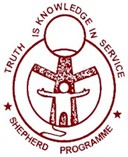 TRUTH IS KNOWLEDGE IN SERVICE
SHEPHERD PROGRAMME